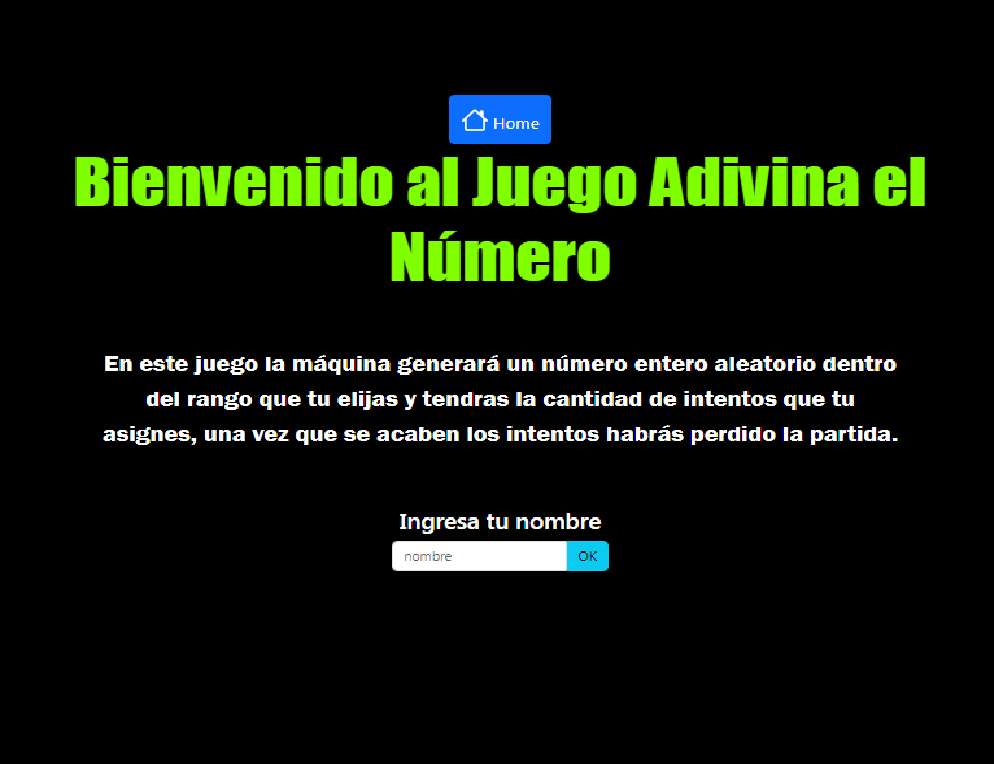 Home
Bienvenido al Juego Adivina el
Número
En este juego la máquina generará un número entero aleatorio dentro
del rango que tu elijas y tendras la cantidad de intentos que tu
asignes, una vez que se acaben los intentos habrás perdido la partida.
Ingresa tu nombre
nombre OK